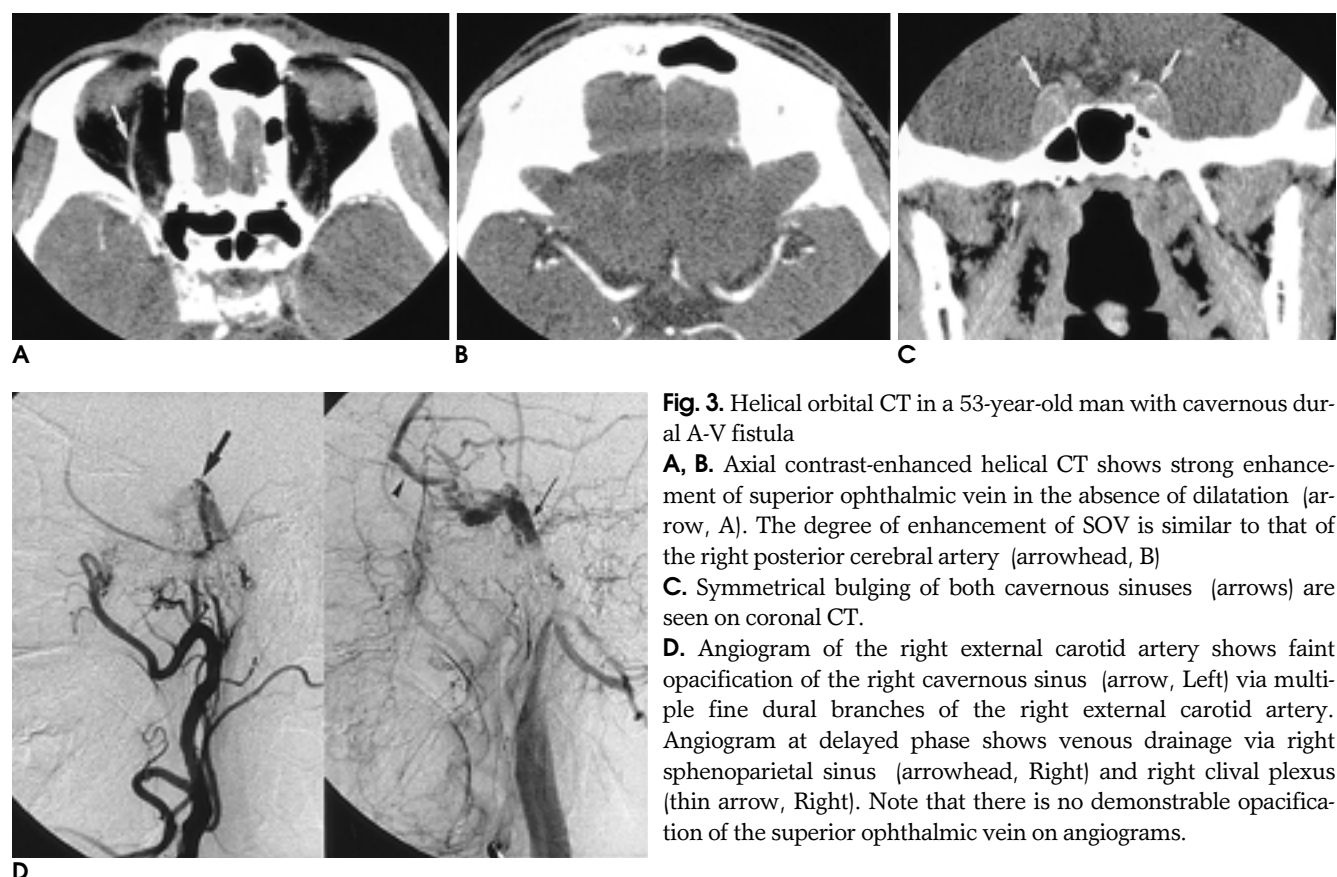 A
B
C
D
Fig. 3. Helical orbital CT in a 53-year-old man with cavernous dur-
al A-V fistula
A, B. Axial contrast-enhanced helical CT shows strong enhance-
ment of superior ophthalmic vein in the absence of dilatation (ar-
row, A). The degree of enhancement of SOV is similar to that of
the right posterior cerebral artery (arrowhead, B)
C. Symmetrical bulging of both cavernous sinuses (arrows) are
seen on coronal CT.
D. Angiogram of the right external carotid artery shows faint
opacification of the right cavernous sinus (arrow, Left) via multi-
ple fine dural branches of the right external carotid artery.
Angiogram at delayed phase shows venous drainage via right
sphenoparietal sinus (arrowhead, Right) and right clival plexus
(thin arrow, Right). Note that there is no demonstrable opacifica-
tion of the superior ophthalmic vein on angiograms.